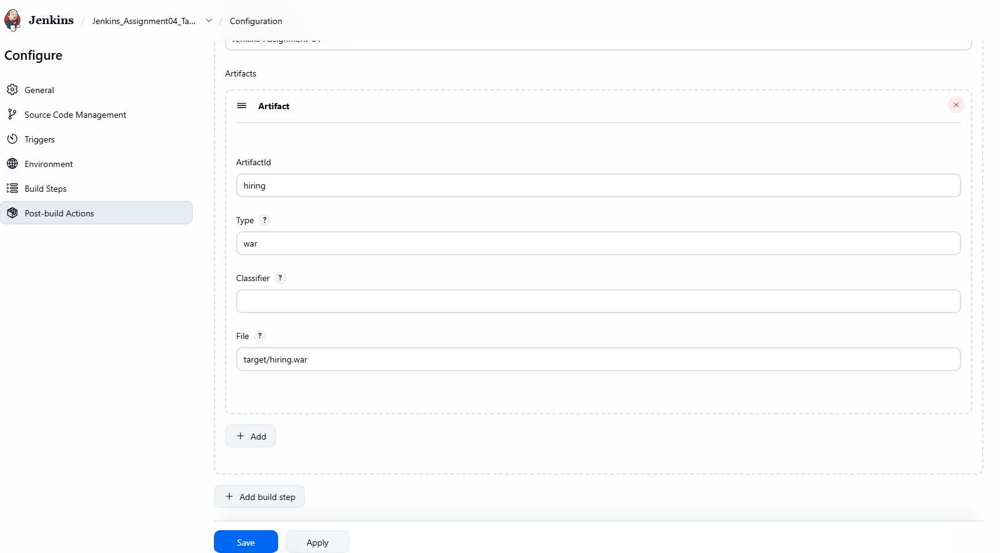 Jenkins / Jenkins_Assignment04_Ta... / Configuration
Configure
General
Source Code Management
Triggers
Environment
Build Steps
Post-build Actions
Artifacts
Artifact
ArtifactId
hiring
Type ?
war
Classifier ?
File ?
target/hiring.war
+ Add
+ Add build step
Save
Apply